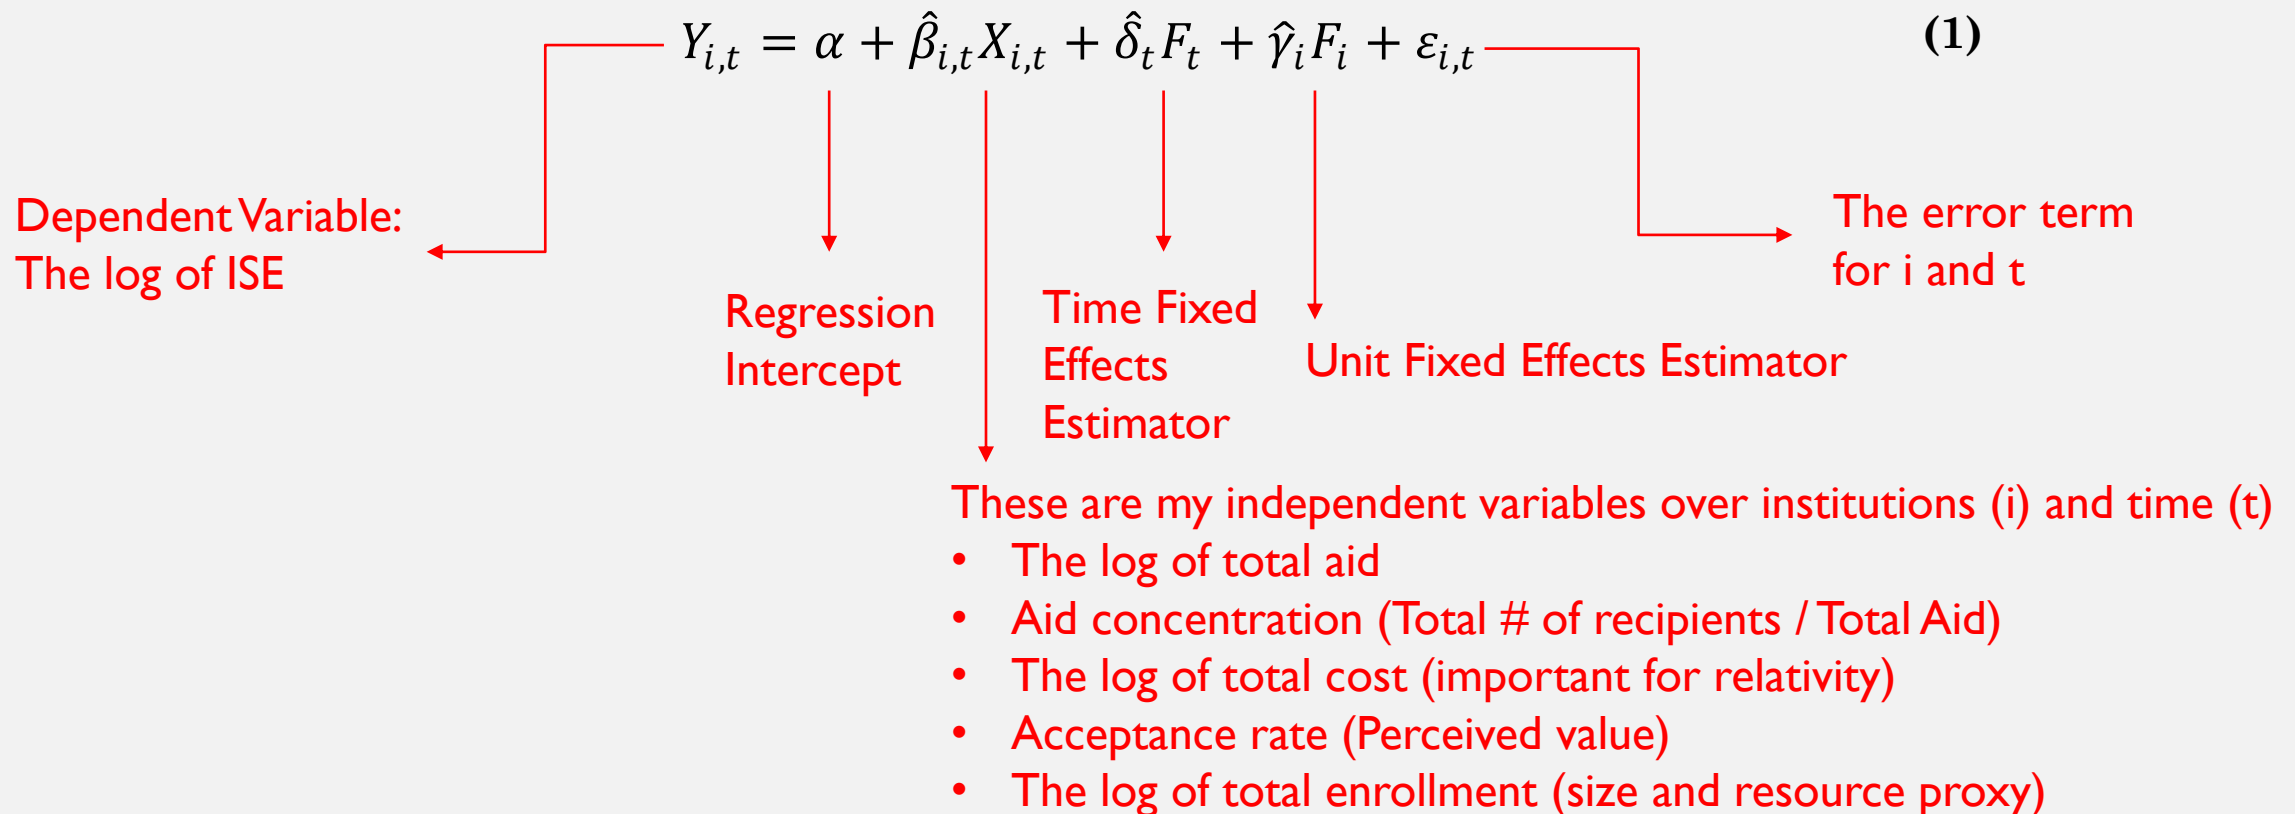 Y_{i,t} = α + β̂_{i,t}X_{i,t} + δ̂_tF_t + γ̂_iF_i + ε_{i,t} (1)
Dependent Variable:
The log of ISE
Regression
Intercept
Time Fixed
Effects
Estimator
Unit Fixed Effects Estimator
The error term
for i and t
These are my independent variables over institutions (i) and time (t)
• The log of total aid
• Aid concentration (Total # of recipients / Total Aid)
• The log of total cost (important for relativity)
• Acceptance rate (Perceived value)
• The log of total enrollment (size and resource proxy)